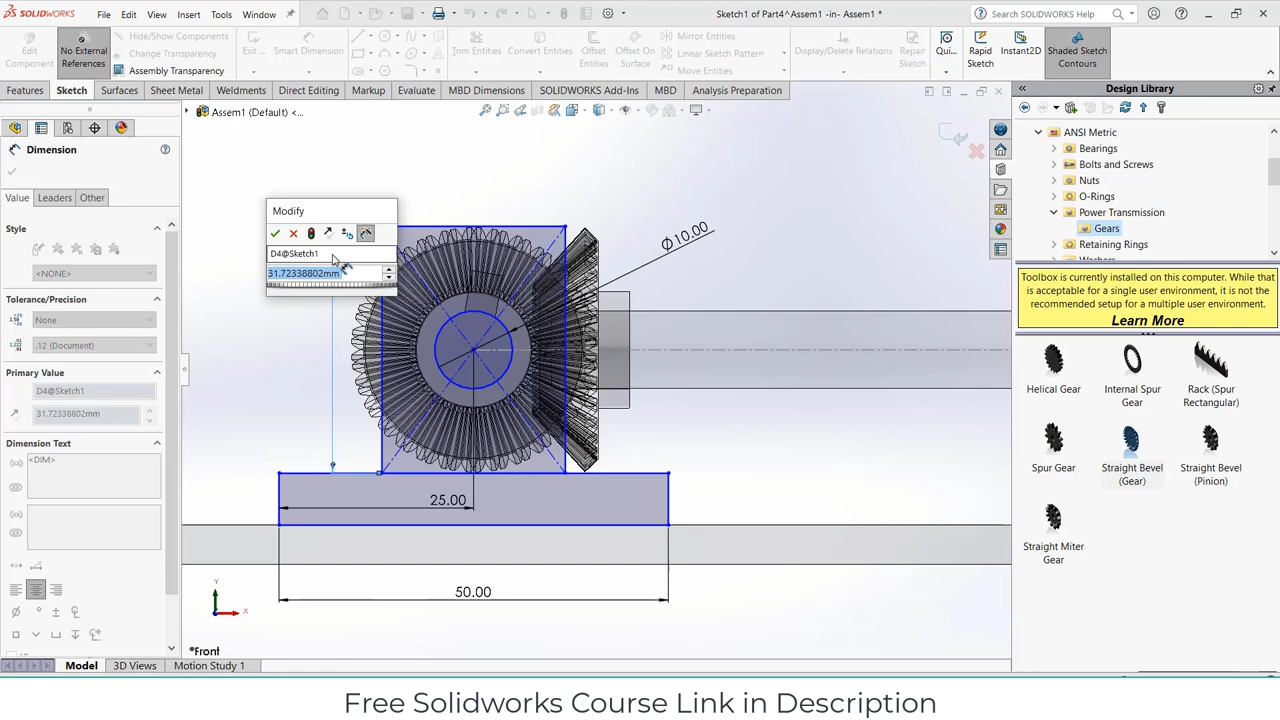 SOLIDWORKS
File Edit View Insert Tools Window
Sketch1 of Part4^Assem1 -in- Assem1 *
Search SOLIDWORKS Help
Edit Component
No External References
Hide/Show Components
Change Transparency
Assembly Transparency
Exit ...
Smart Dimension
Trim Entities
Convert Entities
Offset Entities
Offset On Surface
Mirror Entities
Linear Sketch Pattern
Move Entities
Display/Delete Relations
Repair Sketch
Qui...
Rapid Sketch
Instant2D
Shaded Sketch Contours
Features Sketch Surfaces Sheet Metal Weldments Direct Editing Markup Evaluate MBD Dimensions SOLIDWORKS Add-Ins MBD Analysis Preparation
Assem1 (Default) <...
Dimension
Value Leaders Other
Style
<NONE>
Tolerance/Precision
None
.12 (Document)
Primary Value
D4@Sketch1
31.72338802mm
Dimension Text
<DIM>
Modify
D4@Sketch1
31.72338802mm
Ø10.00
25.00
50.00
Y
X
*Front
Model 3D Views Motion Study 1
Design Library
ANSI Metric
Bearings
Bolts and Screws
Nuts
O-Rings
Power Transmission
Gears
Retaining Rings
Toolbox is currently installed on this computer. While that
is acceptable for a single user environment, it is not the
recommended setup for a multiple user environment.
Learn More
Helical Gear
Internal Spur Gear
Rack (Spur Rectangular)
Spur Gear
Straight Bevel (Gear)
Straight Bevel (Pinion)
Straight Miter Gear
Free Solidworks Course Link in Description